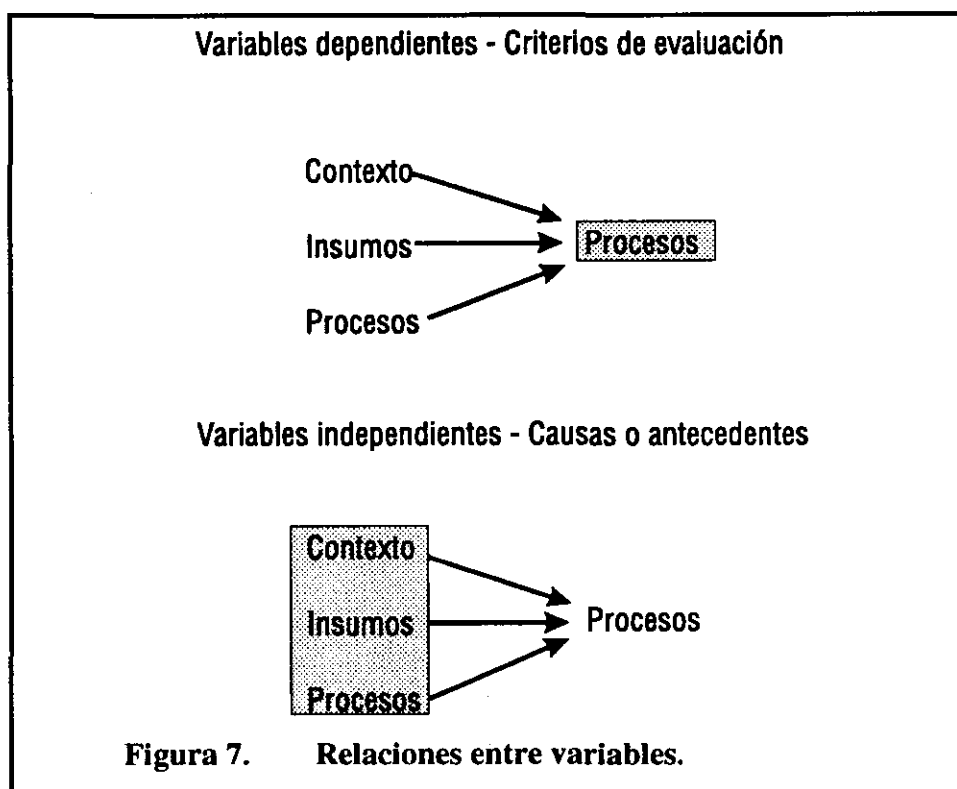 Variables dependientes - Criterios de evaluación
Contexto
Insumos
Procesos
Procesos
Variables independientes - Causas o antecedentes
Contexto
Insumos
Procesos
Procesos
Figura 7. Relaciones entre variables.